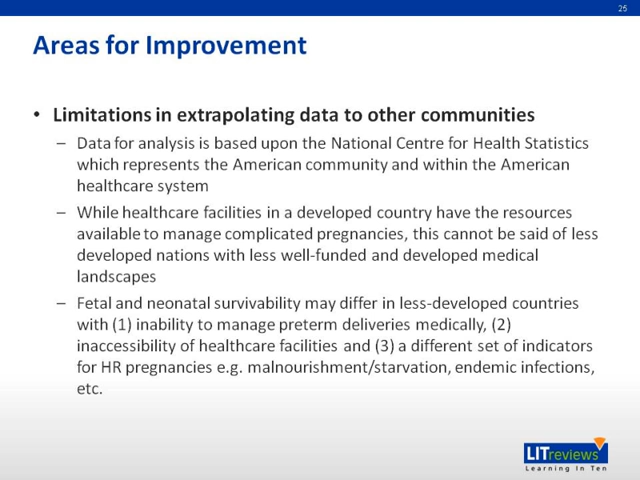 25
Areas for Improvement
• Limitations in extrapolating data to other communities
– Data for analysis is based upon the National Centre for Health Statistics
which represents the American community and within the American
healthcare system
– While healthcare facilities in a developed country have the resources
available to manage complicated pregnancies, this cannot be said of less
developed nations with less well-funded and developed medical
landscapes
– Fetal and neonatal survivability may differ in less-developed countries
with (1) inability to manage preterm deliveries medically, (2)
inaccessibility of healthcare facilities and (3) a different set of indicators
for HR pregnancies e.g. malnourishment/starvation, endemic infections,
etc.
LITreviews
Learning In Ten